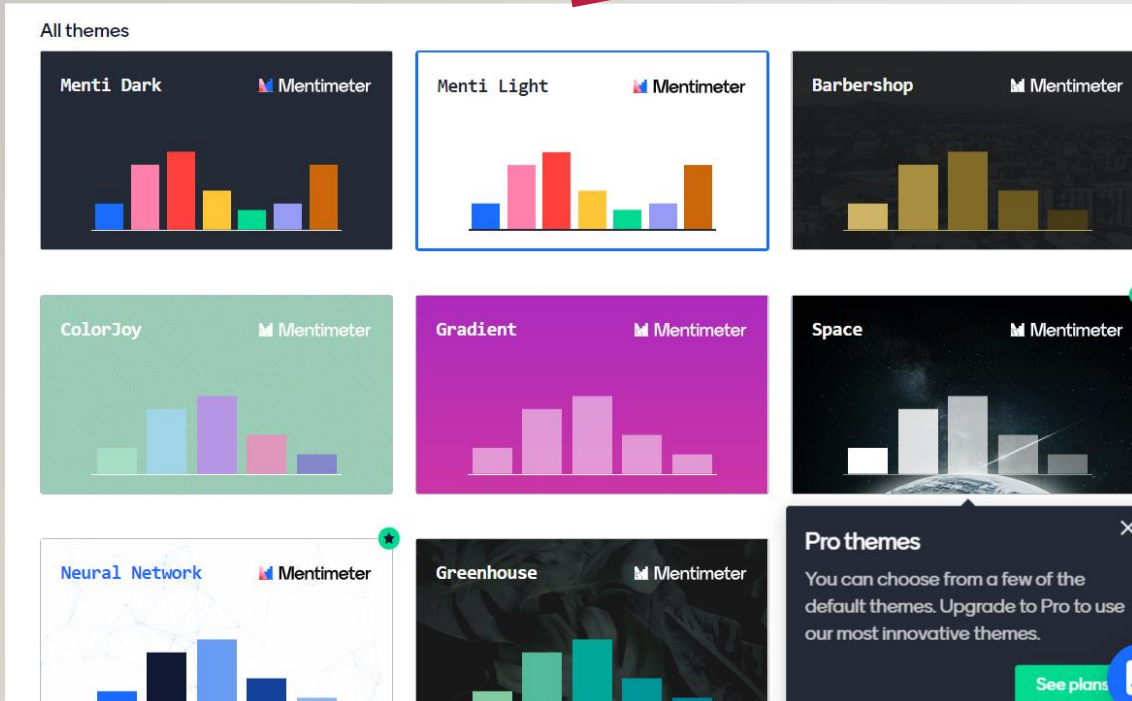 All themes
Menti Dark Mentimeter
Menti Light Mentimeter
Barbershop Mentimeter
ColorJoy Mentimeter
Gradient Mentimeter
Space Mentimeter
Neural Network Mentimeter
Greenhouse Mentimeter
Pro themes
You can choose from a few of the
default themes. Upgrade to Pro to use
our most innovative themes.
See plans